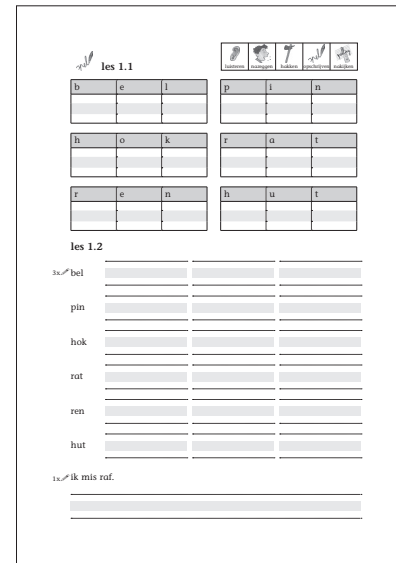 les 1.1
luisteren nazeggen hakken opschrijven nakijken
b e l p i n
h o k r a t
r e n h u t
les 1.2
3x bel
pin
hok
rat
ren
hut
1x ik mis raf.